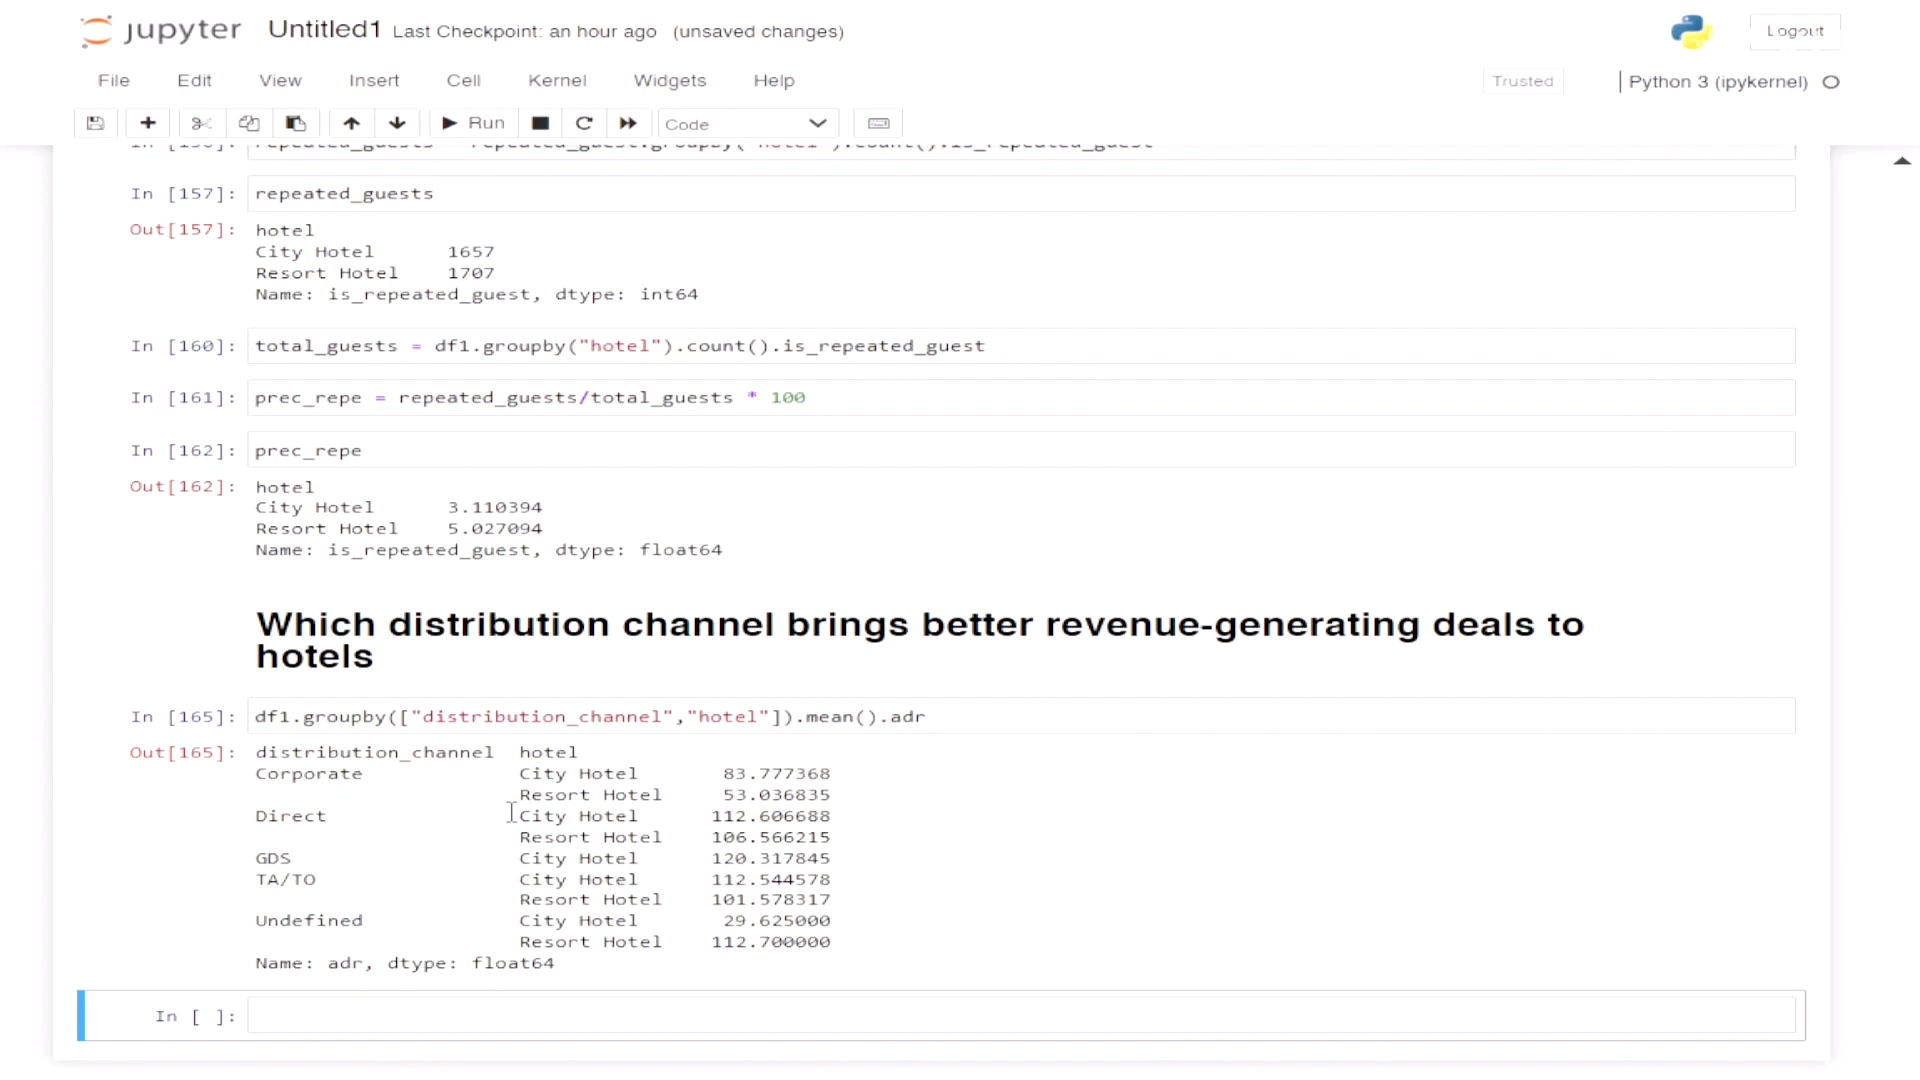 jupyter Untitled1 Last Checkpoint: an hour ago (unsaved changes) Logout
File Edit View Insert Cell Kernel Widgets Help Trusted Python 3 (ipykernel)
Run Code
In [157]: repeated_guests
Out[157]: hotel
City Hotel 1657
Resort Hotel 1707
Name: is_repeated_guest, dtype: int64
In [160]: total_guests = df1.groupby("hotel").count().is_repeated_guest
In [161]: prec_repe = repeated_guests/total_guests * 100
In [162]: prec_repe
Out[162]: hotel
City Hotel 3.110394
Resort Hotel 5.027094
Name: is_repeated_guest, dtype: float64
Which distribution channel brings better revenue-generating deals to
hotels
In [165]: df1.groupby(["distribution_channel","hotel"]).mean().adr
Out[165]: distribution_channel hotel
Corporate City Hotel 83.777368
Resort Hotel 53.036835
Direct City Hotel 112.606688
Resort Hotel 106.566215
GDS City Hotel 120.317845
TA/TO City Hotel 112.544578
Resort Hotel 101.578317
Undefined City Hotel 29.625000
Resort Hotel 112.700000
Name: adr, dtype: float64
In [ ]: